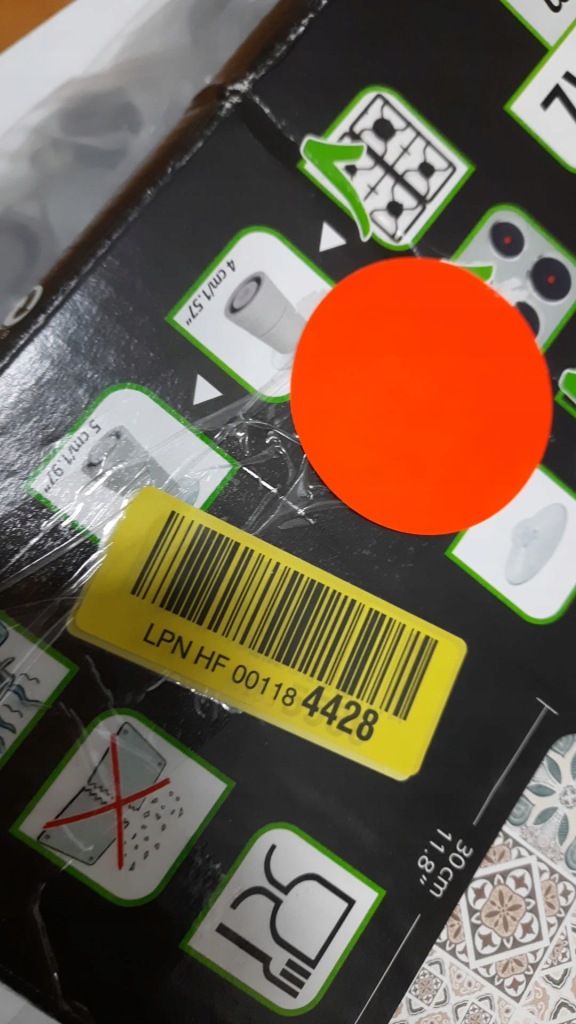 4 cm/1.57"
5 cm/1.97"
LPN HF 00118 4428
30cm
11.8"